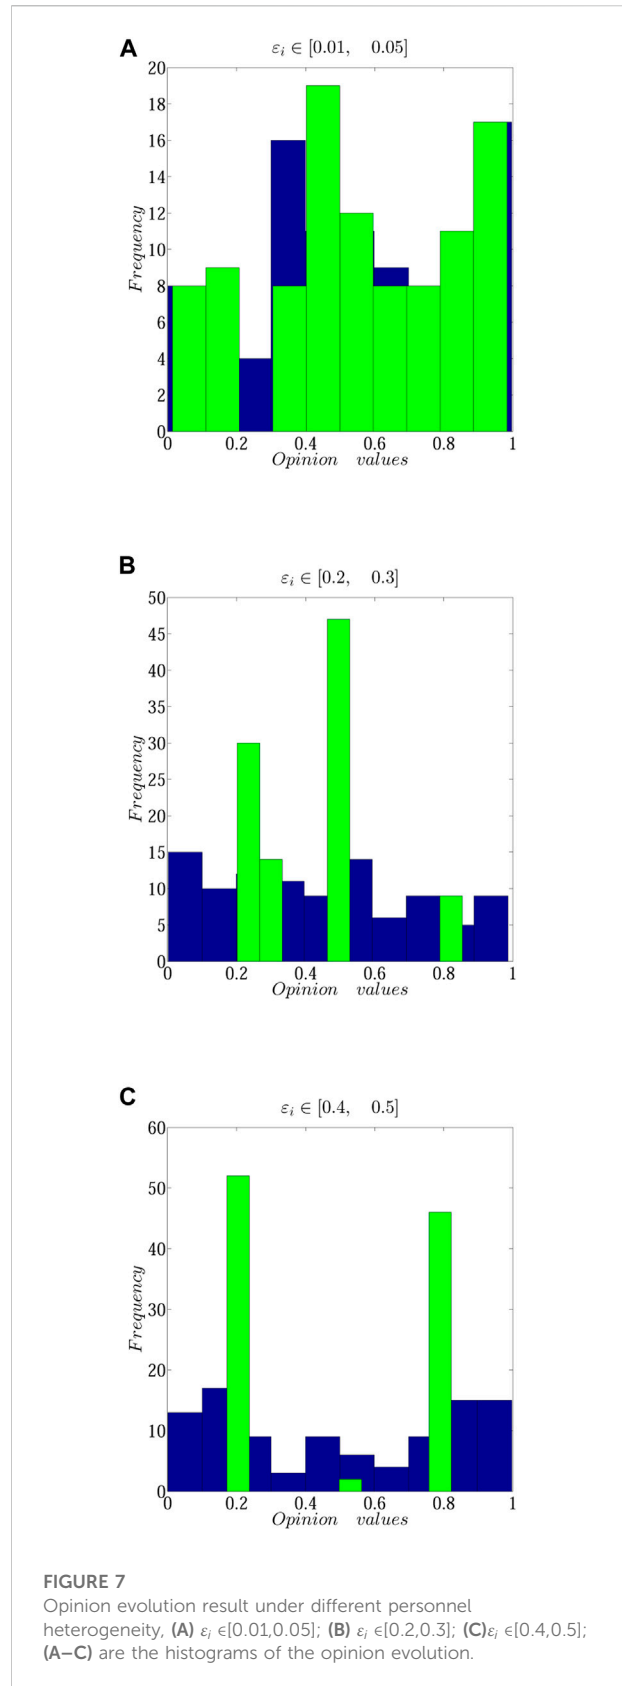 A
εᵢ ∈ [0.01, 0.05]
20
18
16
14
12
10
8
6
4
2
0
Frequency
0 0.2 0.4 0.6 0.8 1
Opinion values
B
εᵢ ∈ [0.2, 0.3]
50
45
40
35
30
25
20
15
10
5
0
Frequency
0 0.2 0.4 0.6 0.8 1
Opinion values
C
εᵢ ∈ [0.4, 0.5]
60
50
40
30
20
10
0
Frequency
0 0.2 0.4 0.6 0.8 1
Opinion values
FIGURE 7
Opinion evolution result under different personnel
heterogeneity, (A) εᵢ ∈[0.01,0.05]; (B) εᵢ ∈[0.2,0.3]; (C)εᵢ ∈[0.4,0.5];
(A–C) are the histograms of the opinion evolution.